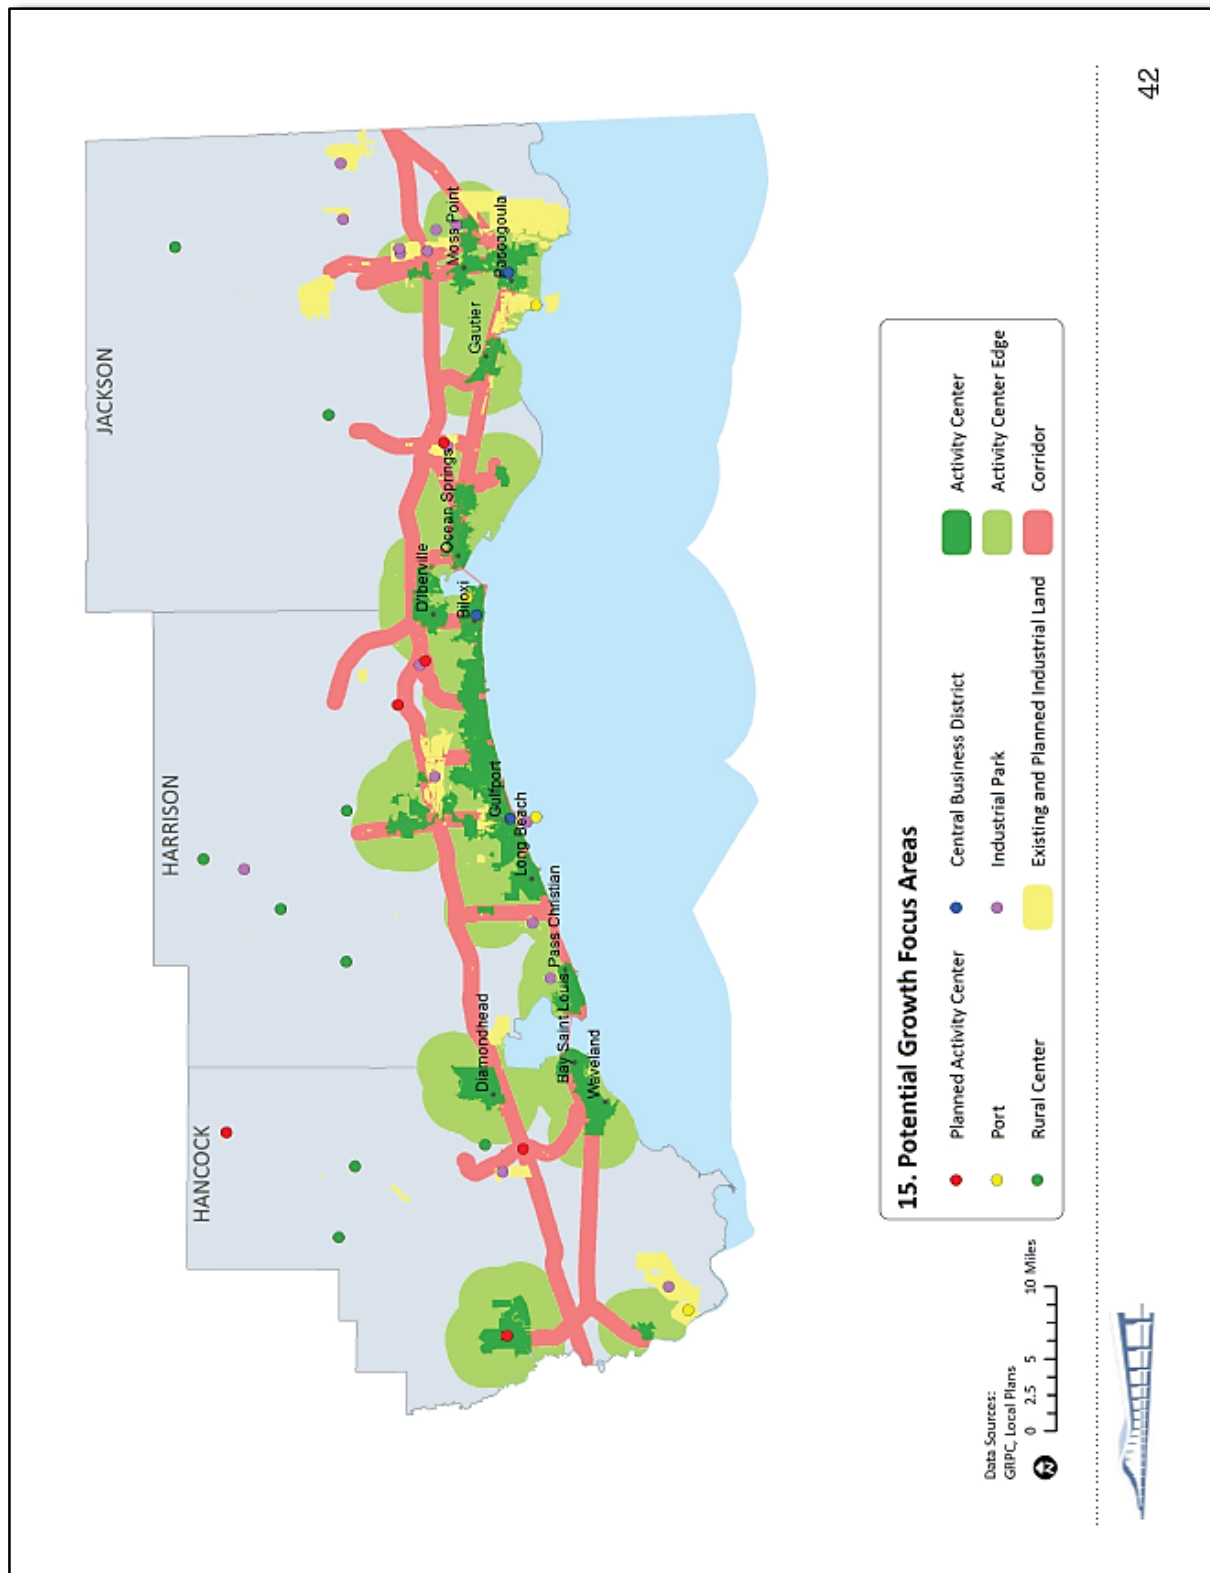 HANCOCK
HARRISON
JACKSON
Diamondhead
Bay Saint Louis
Waveland
Pass Christian
Long Beach
Gulfport
Biloxi
D'Iberville
Ocean Springs
Gautier
Moss Point
Pascagoula
15. Potential Growth Focus Areas
Planned Activity Center
Central Business District
Activity Center
Port
Industrial Park
Activity Center Edge
Rural Center
Existing and Planned Industrial Land
Corridor
Data Sources:
GRPC, Local Plans
N
0 2.5 5 10 Miles
42